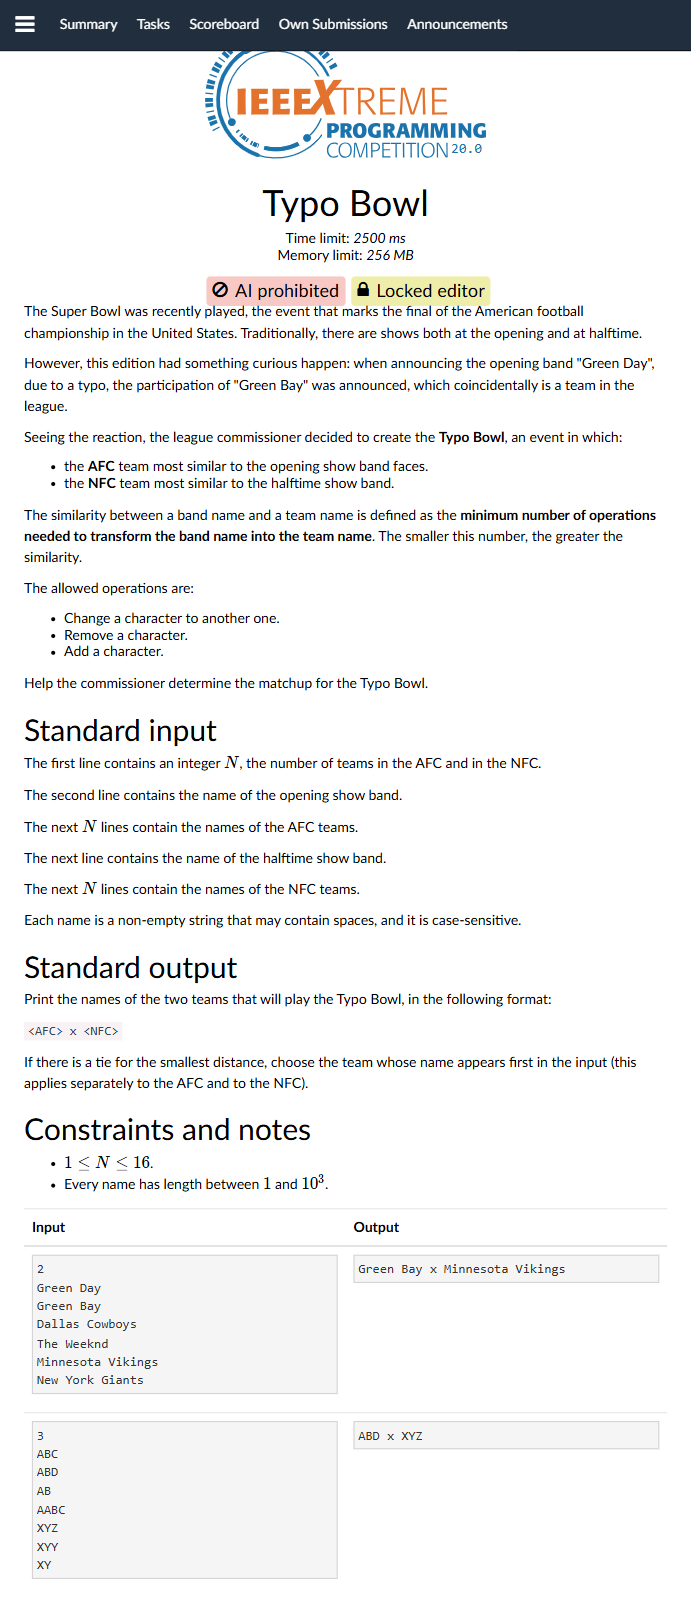 Summary Tasks Scoreboard Own Submissions Announcements
IEEEXTREME
PROGRAMMING
COMPETITION 20.0
Typo Bowl
Time limit: 2500 ms
Memory limit: 256 MB
AI prohibited Locked editor
The Super Bowl was recently played, the event that marks the final of the American football
championship in the United States. Traditionally, there are shows both at the opening and at halftime.
However, this edition had something curious happen: when announcing the opening band "Green Day",
due to a typo, the participation of "Green Bay" was announced, which coincidentally is a team in the
league.
Seeing the reaction, the league commissioner decided to create the Typo Bowl, an event in which:
• the AFC team most similar to the opening show band faces.
• the NFC team most similar to the halftime show band.
The similarity between a band name and a team name is defined as the minimum number of operations
needed to transform the band name into the team name. The smaller this number, the greater the
similarity.
The allowed operations are:
• Change a character to another one.
• Remove a character.
• Add a character.
Help the commissioner determine the matchup for the Typo Bowl.
Standard input
The first line contains an integer N, the number of teams in the AFC and in the NFC.
The second line contains the name of the opening show band.
The next N lines contain the names of the AFC teams.
The next line contains the name of the halftime show band.
The next N lines contain the names of the NFC teams.
Each name is a non-empty string that may contain spaces, and it is case-sensitive.
Standard output
Print the names of the two teams that will play the Typo Bowl, in the following format:
<AFC> x <NFC>
If there is a tie for the smallest distance, choose the team whose name appears first in the input (this
applies separately to the AFC and to the NFC).
Constraints and notes
• 1 ≤ N ≤ 16.
• Every name has length between 1 and 10³.
Input Output
2
Green Day
Green Bay
Dallas Cowboys
The Weeknd
Minnesota Vikings
New York Giants
Green Bay x Minnesota Vikings
3
ABC
ABD
AB
AABC
XYZ
XYY
XY
ABD x XYZ